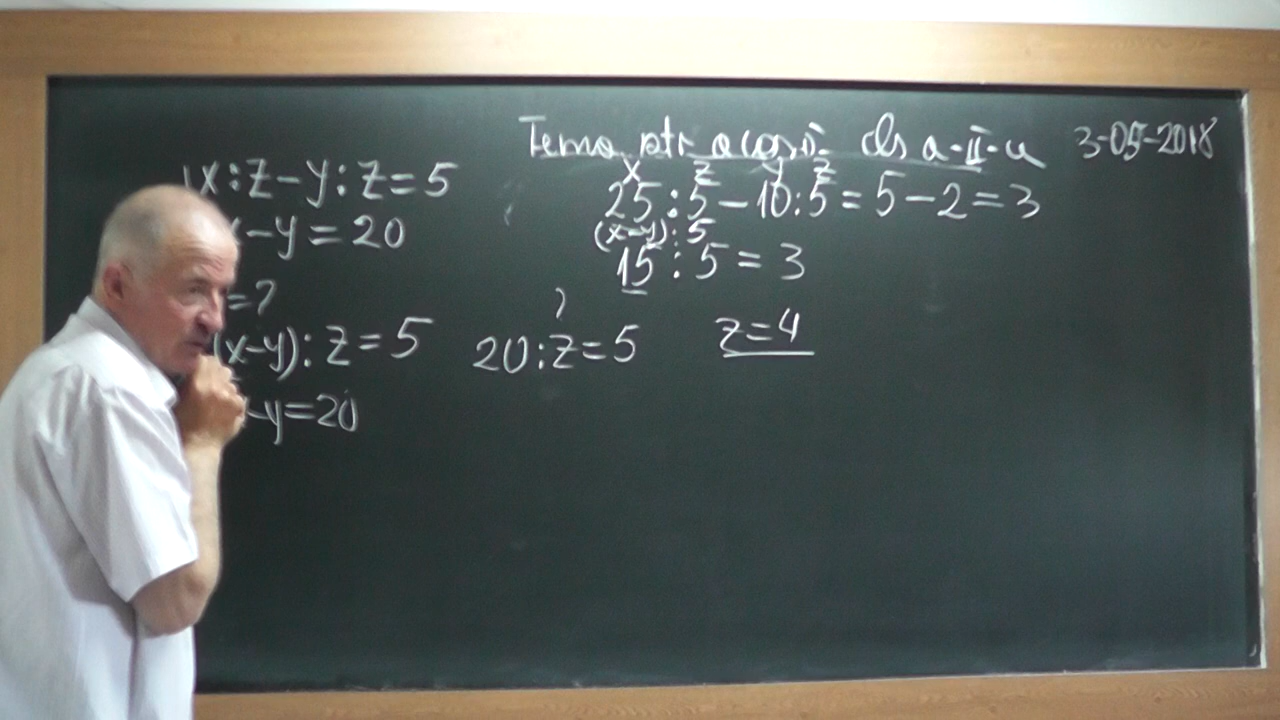 Tema ptr acasă cls a-II-a 3-05-2018
x:z-y:z=5
-y=20
=?
(x-y):z=5
-y=20
x z y z
25:5-10:5=5-2=3
(x-y):5
15:5=3
?
20:z=5 z=4